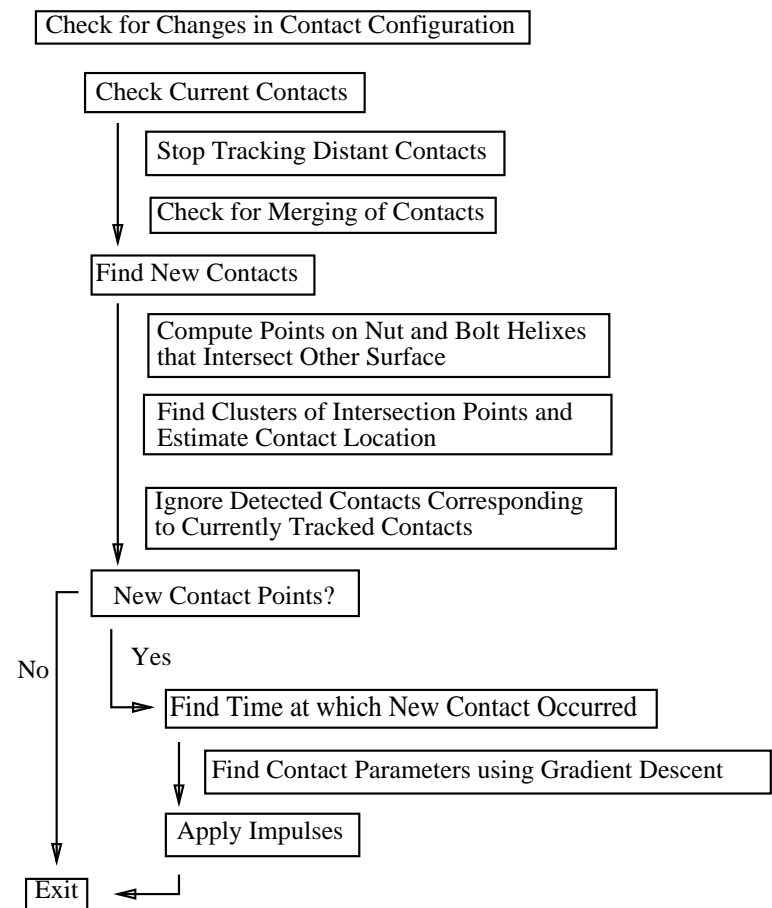 Check for Changes in Contact Configuration
Check Current Contacts
Stop Tracking Distant Contacts
Check for Merging of Contacts
Find New Contacts
Compute Points on Nut and Bolt Helixes
that Intersect Other Surface
Find Clusters of Intersection Points and
Estimate Contact Location
Ignore Detected Contacts Corresponding
to Currently Tracked Contacts
New Contact Points?
No
Yes
Find Time at which New Contact Occurred
Find Contact Parameters using Gradient Descent
Apply Impulses
Exit